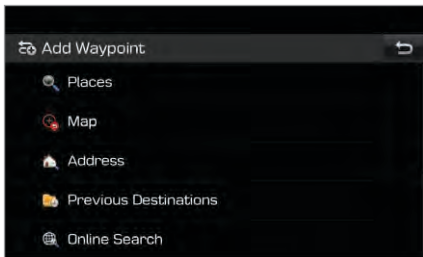 Add Waypoint
Places
Map
Address
Previous Destinations
Online Search